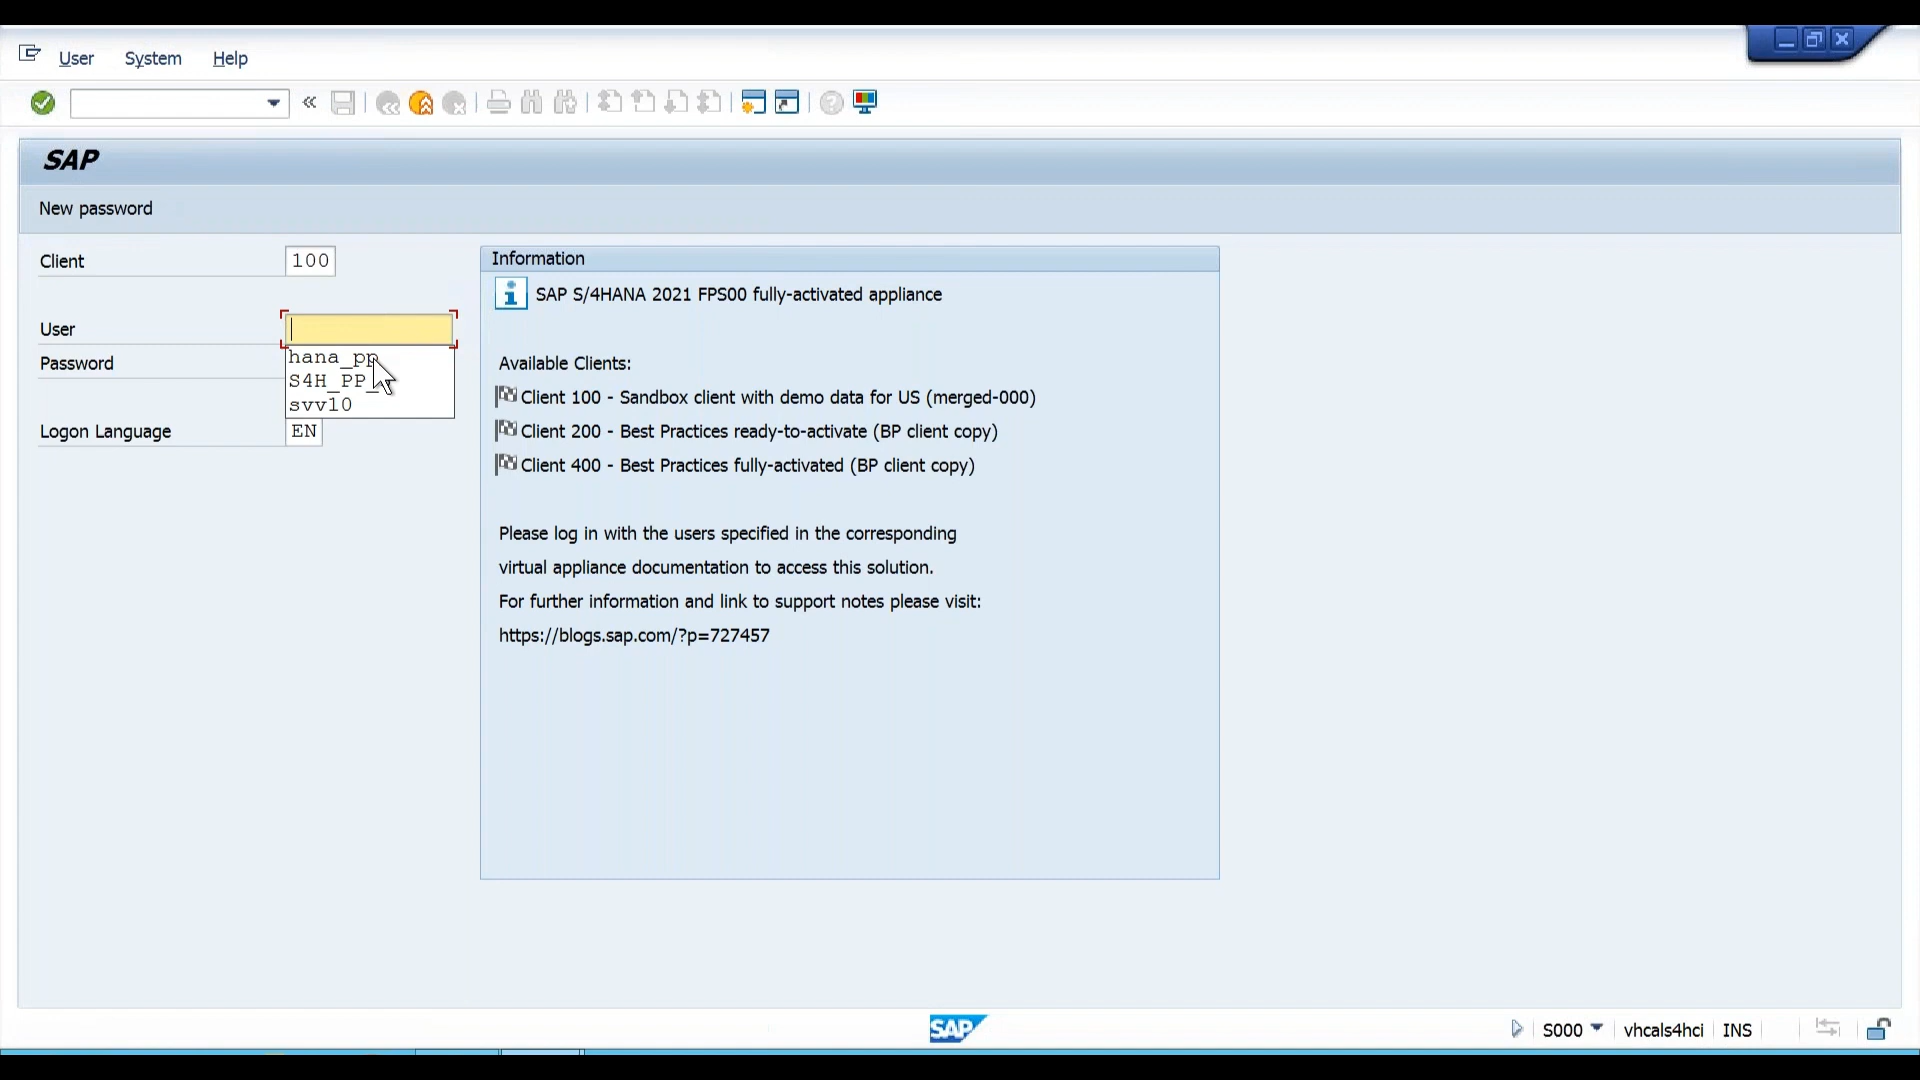 User System Help
SAP
New password
Client 100
User
hana_pp
S4H_PP_
svv10
Password
Logon Language EN
Information
SAP S/4HANA 2021 FPS00 fully-activated appliance
Available Clients:
Client 100 - Sandbox client with demo data for US (merged-000)
Client 200 - Best Practices ready-to-activate (BP client copy)
Client 400 - Best Practices fully-activated (BP client copy)
Please log in with the users specified in the corresponding
virtual appliance documentation to access this solution.
For further information and link to support notes please visit:
https://blogs.sap.com/?p=727457
SAP
S000 vhcals4hci INS